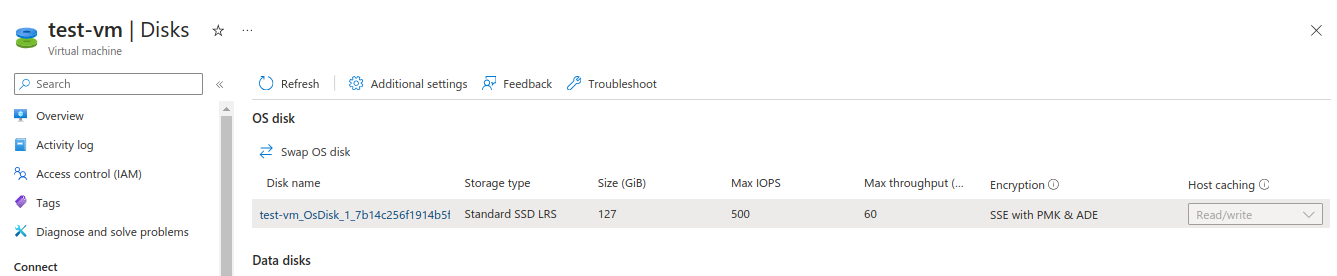 test-vm | Disks
Virtual machine
Search
Overview
Activity log
Access control (IAM)
Tags
Diagnose and solve problems
Connect
Refresh Additional settings Feedback Troubleshoot
OS disk
Swap OS disk
Disk name Storage type Size (GiB) Max IOPS Max throughput (... Encryption Host caching
test-vm_OsDisk_1_7b14c256f1914b5f Standard SSD LRS 127 500 60 SSE with PMK & ADE Read/write
Data disks